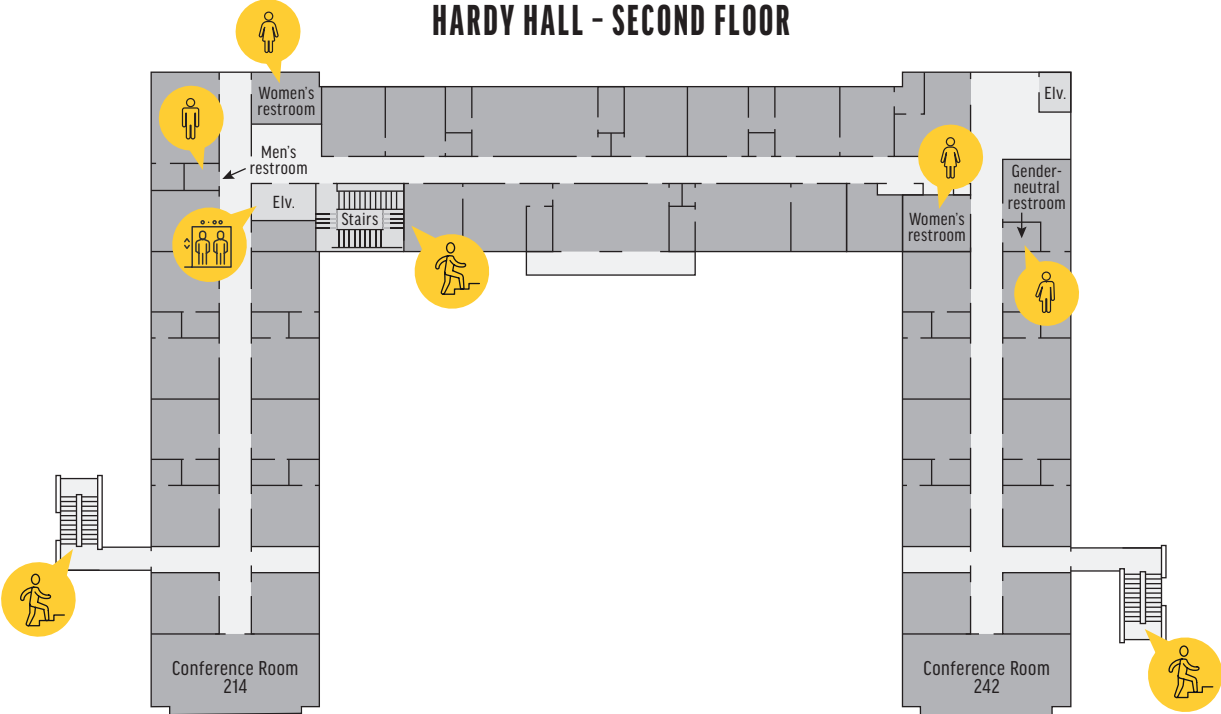 HARDY HALL - SECOND FLOOR
Women's
restroom
Elv.
Men's
restroom
Gender-
neutral
restroom
Elv.
Stairs
Women's
restroom
Conference Room
214
Conference Room
242